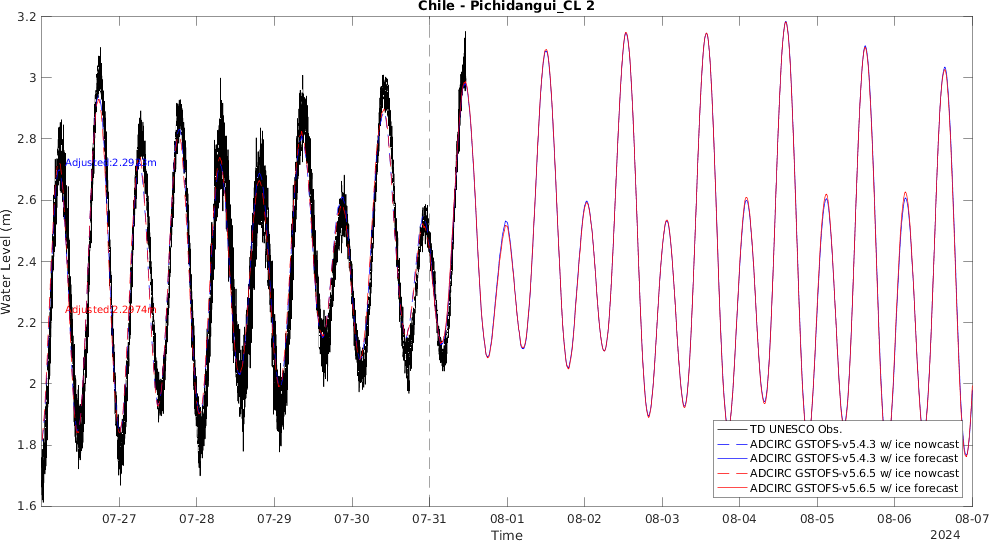 Chile - Pichidangui_CL 2
3.2
3
2.8
2.6
2.4
2.2
2
1.8
1.6
Water Level (m)
Adjusted:2.2974m
TD UNESCO Obs.
ADCIRC GSTOFS-v5.4.3 w/ ice nowcast
ADCIRC GSTOFS-v5.4.3 w/ ice forecast
ADCIRC GSTOFS-v5.6.5 w/ ice nowcast
ADCIRC GSTOFS-v5.6.5 w/ ice forecast
07-27
07-28
07-29
07-30
07-31
08-01
08-02
08-03
08-04
08-05
08-06
08-07
Time
2024